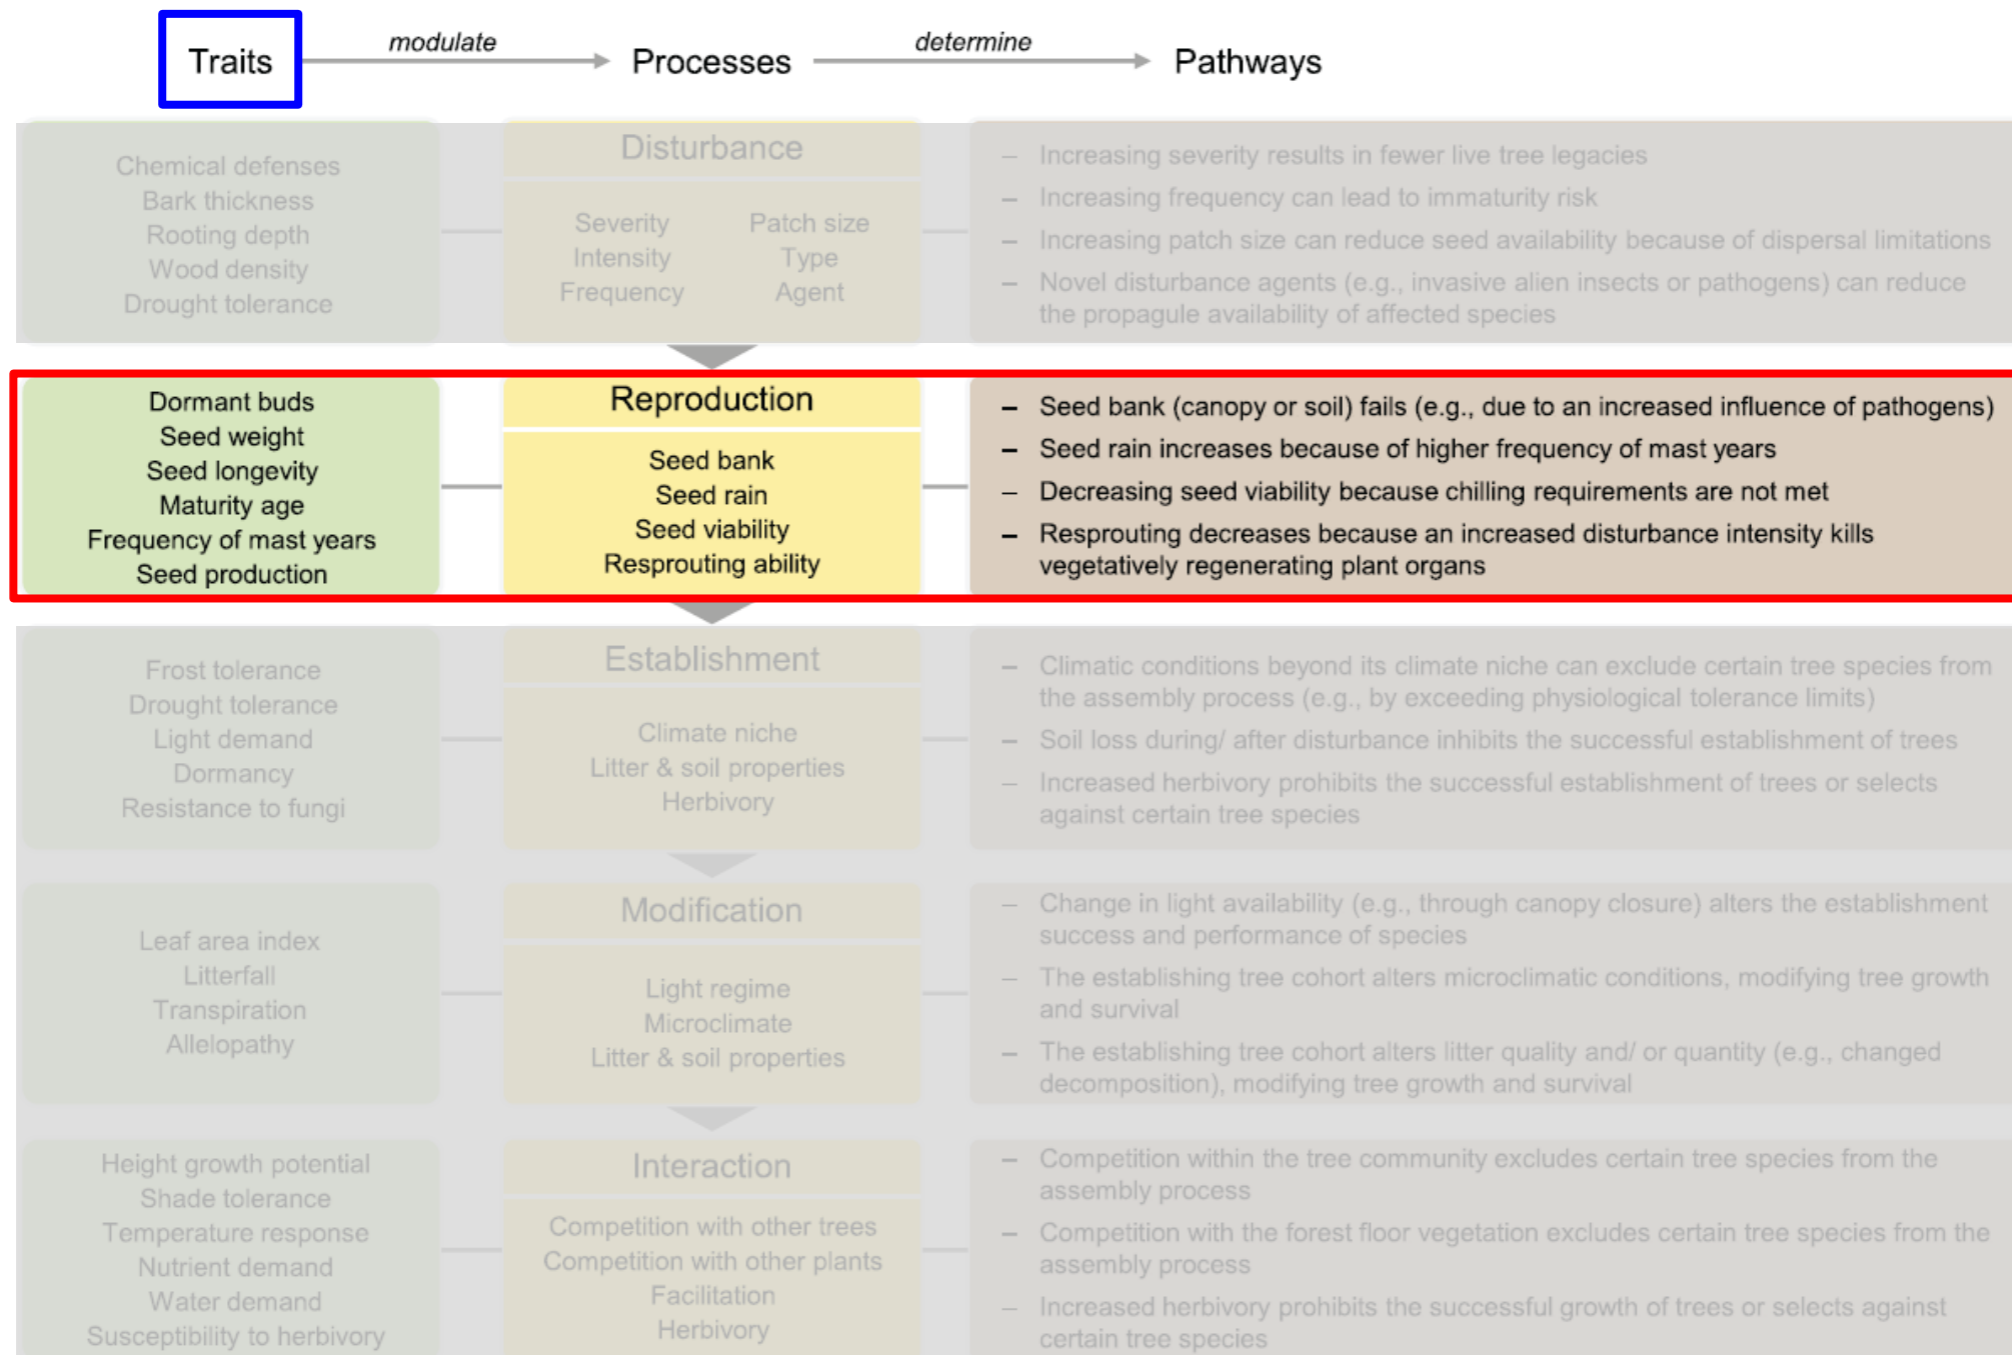 Traits modulate Processes determine Pathways
Chemical defenses
Bark thickness
Rooting depth
Wood density
Drought tolerance
Disturbance
Severity Patch size
Intensity Type
Frequency Agent
– Increasing severity results in fewer live tree legacies
– Increasing frequency can lead to immaturity risk
– Increasing patch size can reduce seed availability because of dispersal limitations
– Novel disturbance agents (e.g., invasive alien insects or pathogens) can reduce
the propagule availability of affected species
Dormant buds
Seed weight
Seed longevity
Maturity age
Frequency of mast years
Seed production
Reproduction
Seed bank
Seed rain
Seed viability
Resprouting ability
– Seed bank (canopy or soil) fails (e.g., due to an increased influence of pathogens)
– Seed rain increases because of higher frequency of mast years
– Decreasing seed viability because chilling requirements are not met
– Resprouting decreases because an increased disturbance intensity kills
vegetatively regenerating plant organs
Frost tolerance
Drought tolerance
Light demand
Dormancy
Resistance to fungi
Establishment
Climate niche
Litter & soil properties
Herbivory
– Climatic conditions beyond its climate niche can exclude certain tree species from
the assembly process (e.g., by exceeding physiological tolerance limits)
– Soil loss during/ after disturbance inhibits the successful establishment of trees
– Increased herbivory prohibits the successful establishment of trees or selects
against certain tree species
Leaf area index
Litterfall
Transpiration
Allelopathy
Modification
Light regime
Microclimate
Litter & soil properties
– Change in light availability (e.g., through canopy closure) alters the establishment
success and performance of species
– The establishing tree cohort alters microclimatic conditions, modifying tree growth
and survival
– The establishing tree cohort alters litter quality and/ or quantity (e.g., changed
decomposition), modifying tree growth and survival
Height growth potential
Shade tolerance
Temperature response
Nutrient demand
Water demand
Susceptibility to herbivory
Interaction
Competition with other trees
Competition with other plants
Facilitation
Herbivory
– Competition within the tree community excludes certain tree species from the
assembly process
– Competition with the forest floor vegetation excludes certain tree species from the
assembly process
– Increased herbivory prohibits the successful growth of trees or selects against
certain tree species